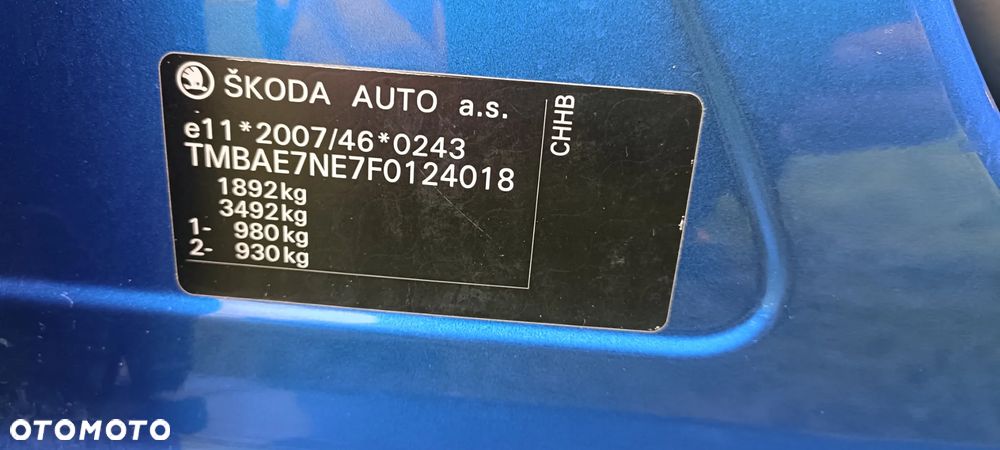 ŠKODA AUTO a.s.
e11*2007/46*0243
TMBAE7NE7F0124018
1892kg
3492kg
1- 980kg
2- 930kg
CHHB
OTOMOTO